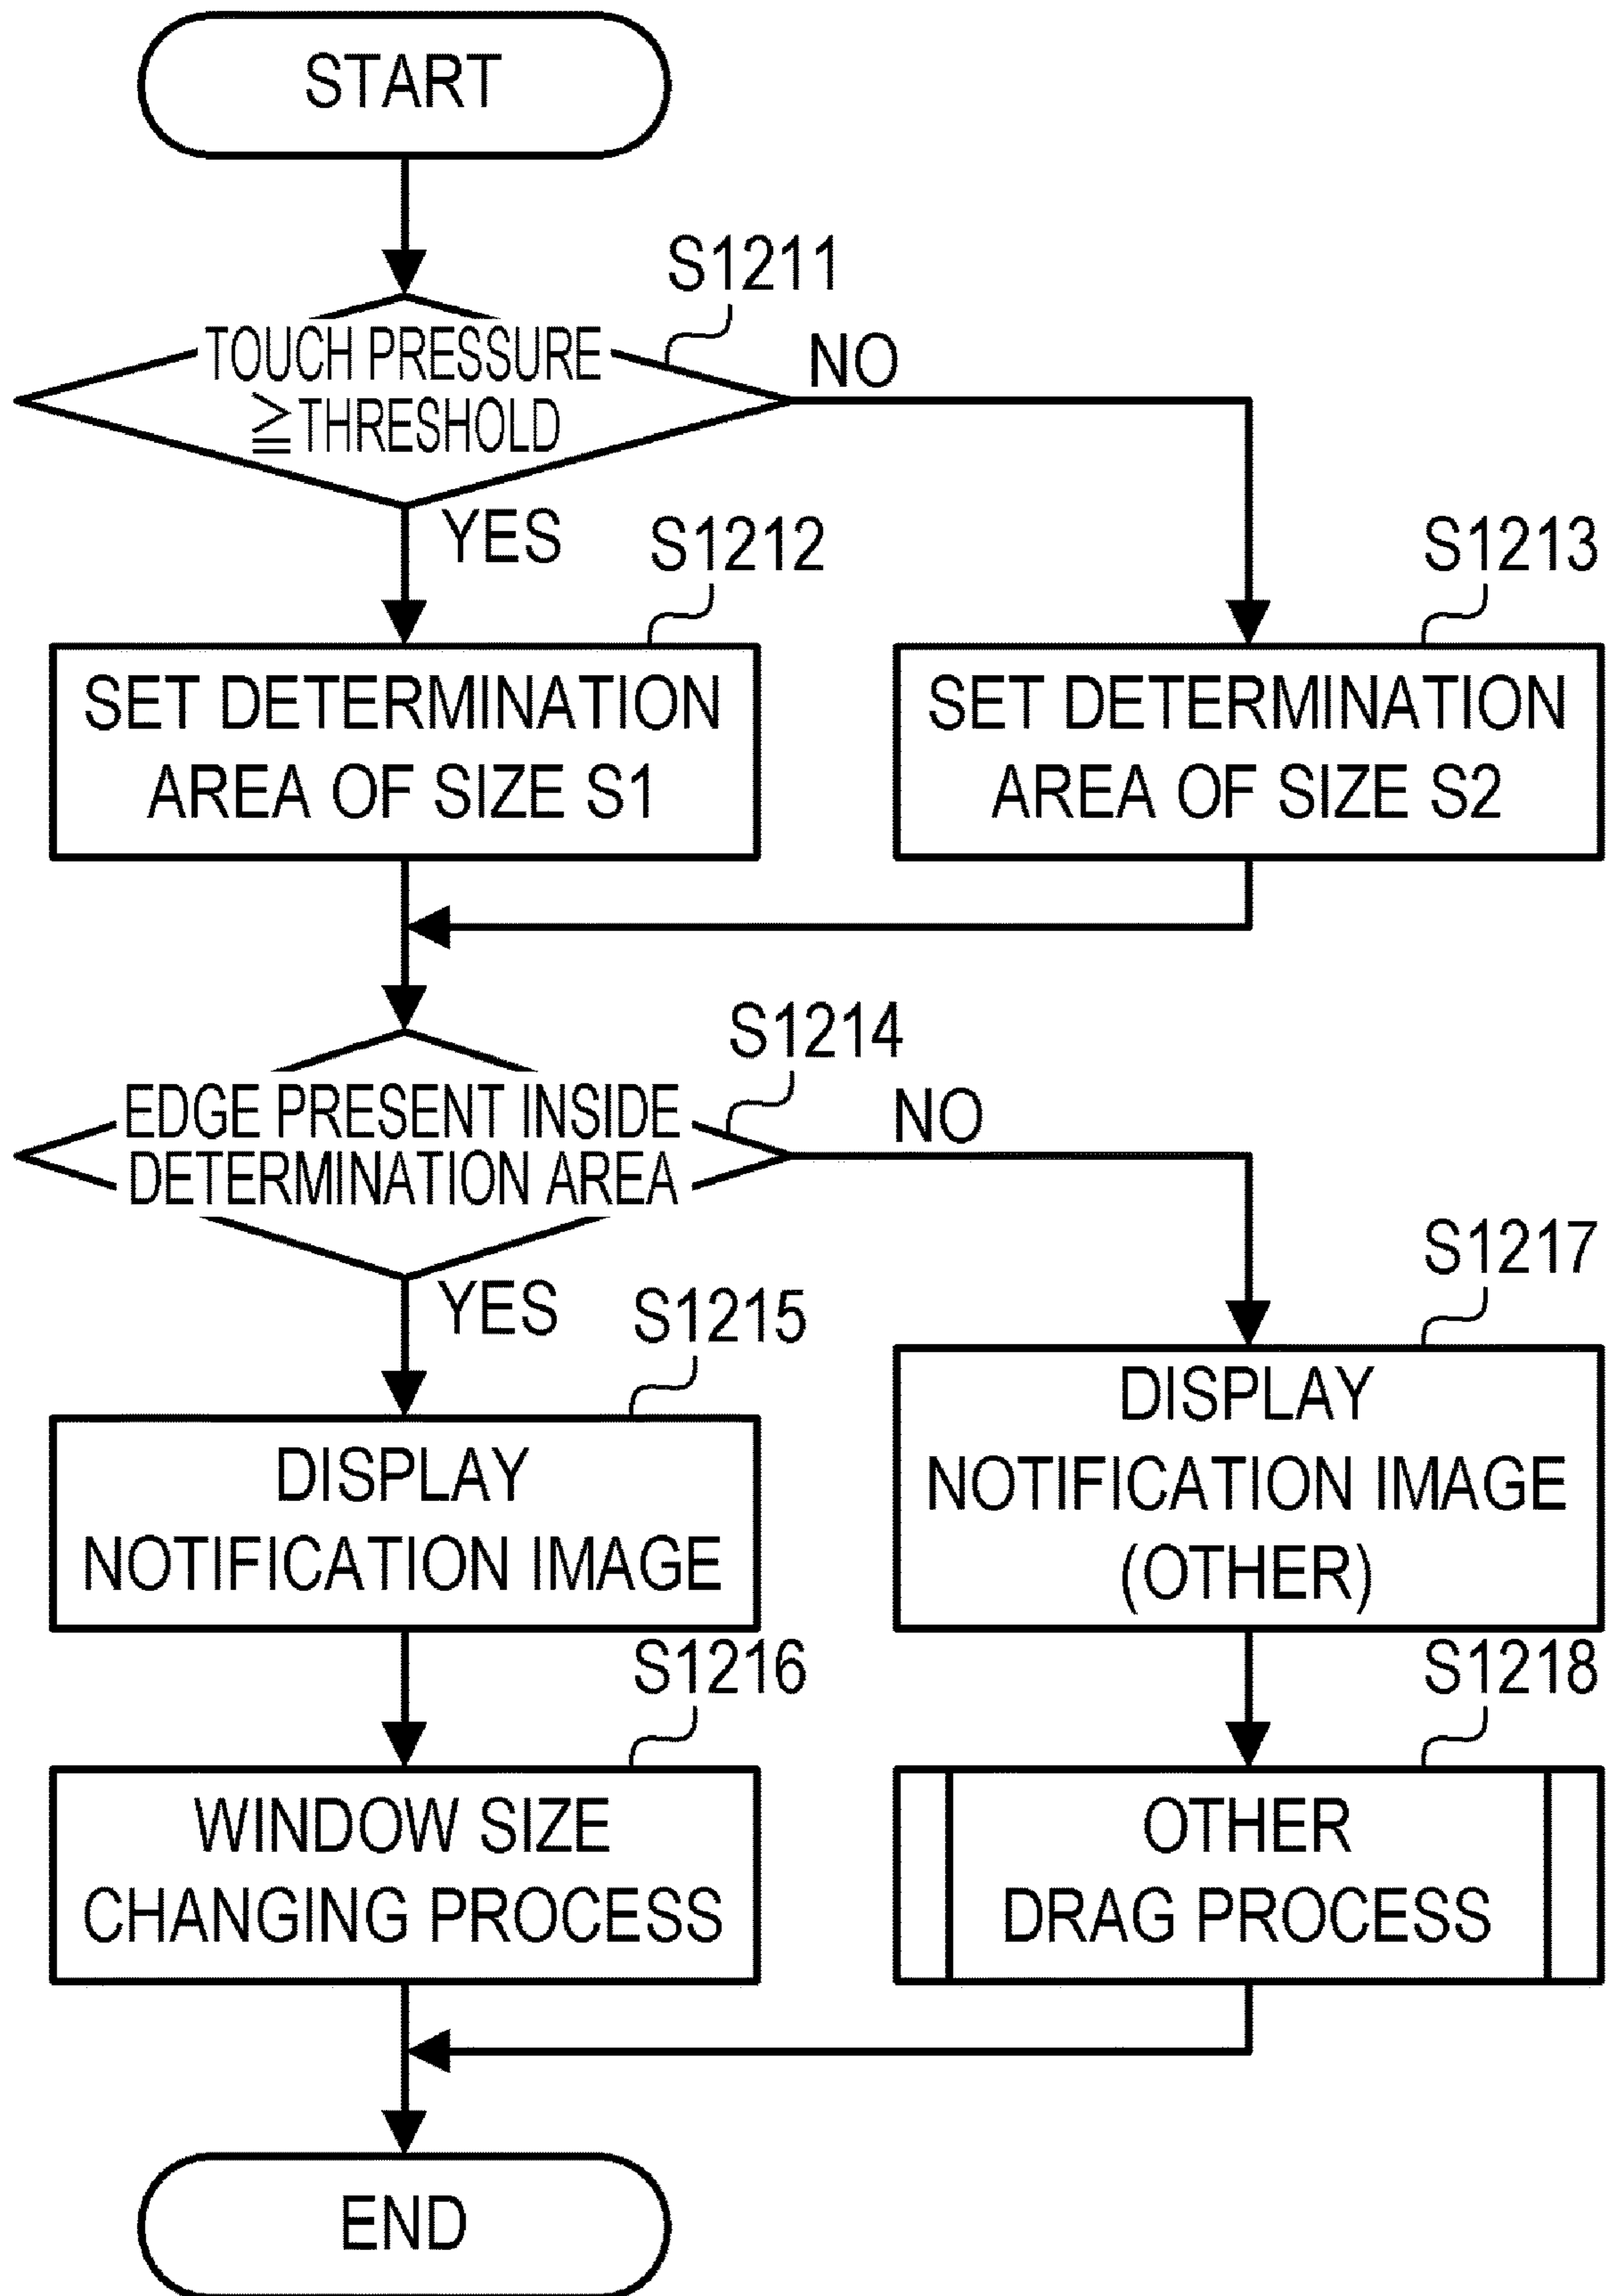 START
S1211
TOUCH PRESSURE
≧THRESHOLD
NO
YES
S1212
S1213
SET DETERMINATION
AREA OF SIZE S1
SET DETERMINATION
AREA OF SIZE S2
S1214
EDGE PRESENT INSIDE
DETERMINATION AREA
NO
YES
S1215
S1217
DISPLAY
NOTIFICATION IMAGE
DISPLAY
NOTIFICATION IMAGE
(OTHER)
S1216
S1218
WINDOW SIZE
CHANGING PROCESS
OTHER
DRAG PROCESS
END